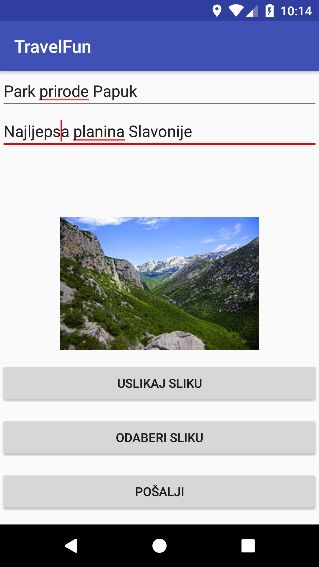 10:14
TravelFun
Park prirode Papuk
Najljepsa planina Slavonije
USLIKAJ SLIKU
ODABERI SLIKU
POŠALJI